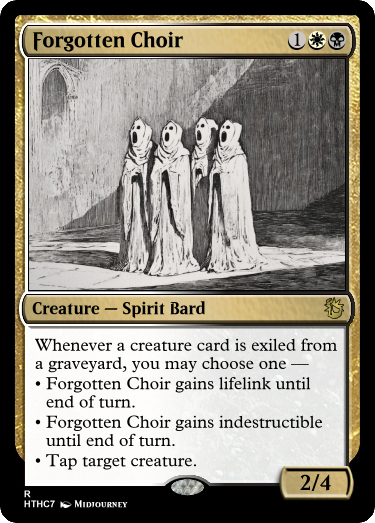 Forgotten Choir 1
Creature — Spirit Bard
Whenever a creature card is exiled from
a graveyard, you may choose one —
• Forgotten Choir gains lifelink until
end of turn.
• Forgotten Choir gains indestructible
until end of turn.
• Tap target creature.
2/4
R
HTHC7 Midjourney